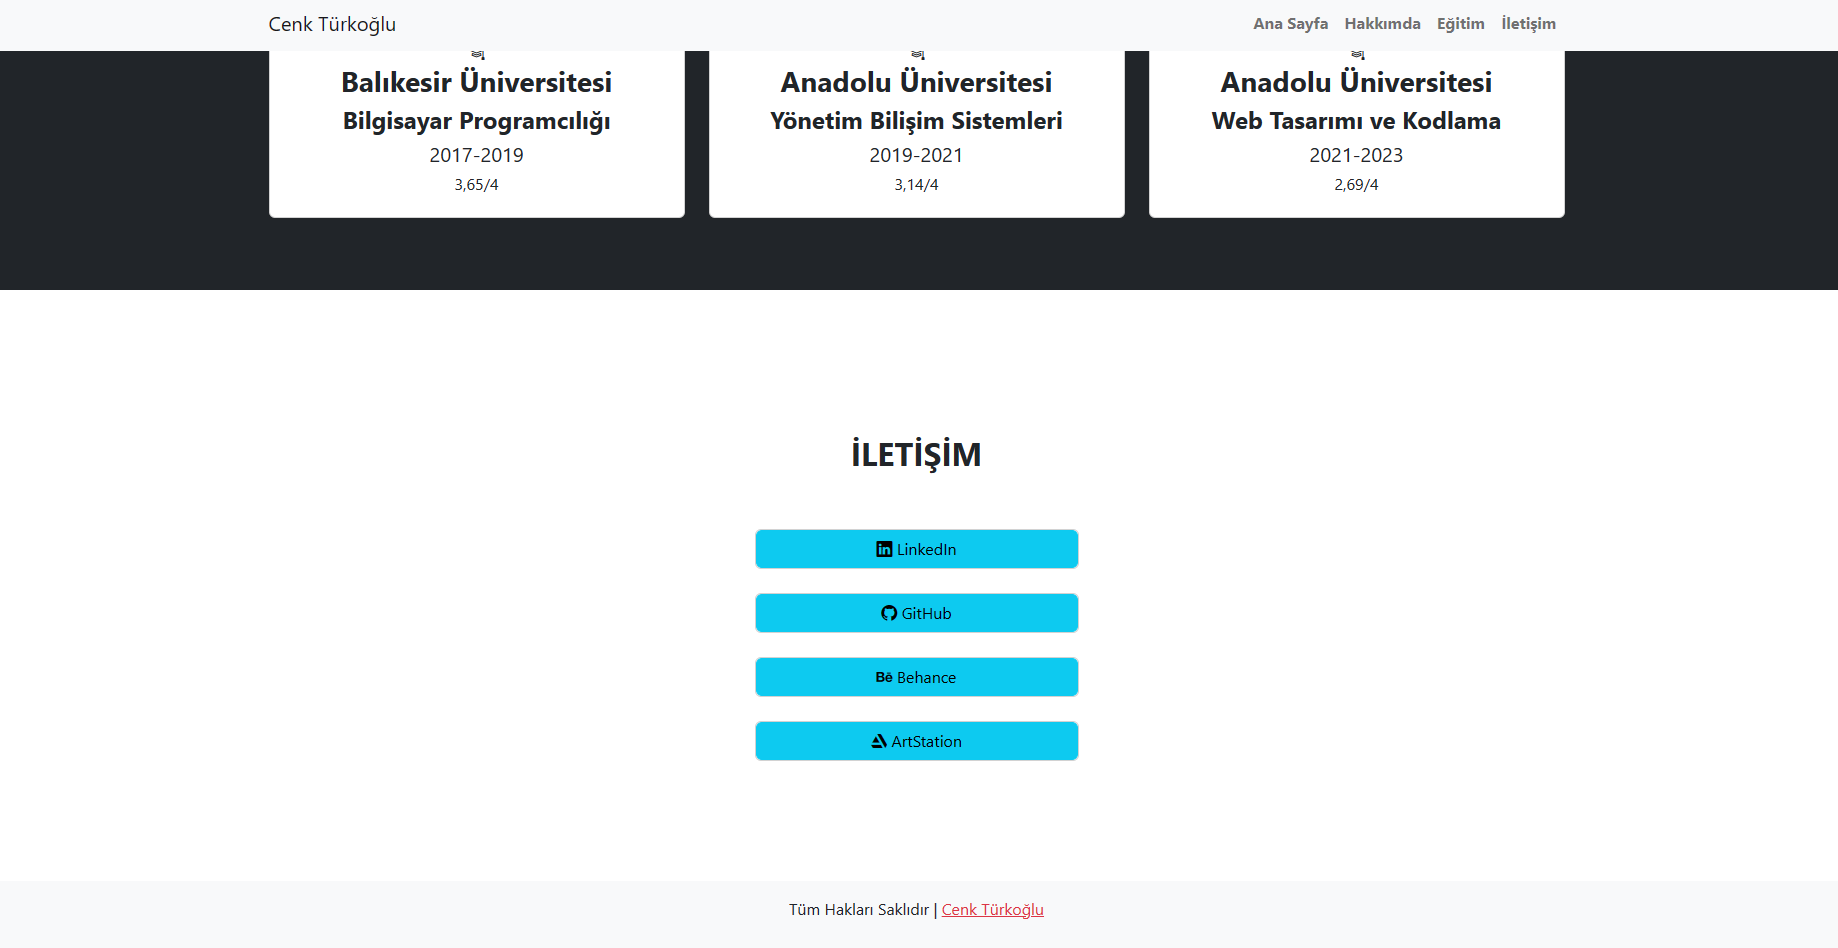 Cenk Türkoğlu
Ana Sayfa Hakkımda Eğitim İletişim
Balıkesir Üniversitesi
Bilgisayar Programcılığı
2017-2019
3,65/4
Anadolu Üniversitesi
Yönetim Bilişim Sistemleri
2019-2021
3,14/4
Anadolu Üniversitesi
Web Tasarımı ve Kodlama
2021-2023
2,69/4
İLETİŞİM
LinkedIn
GitHub
Behance
ArtStation
Tüm Hakları Saklıdır | Cenk Türkoğlu